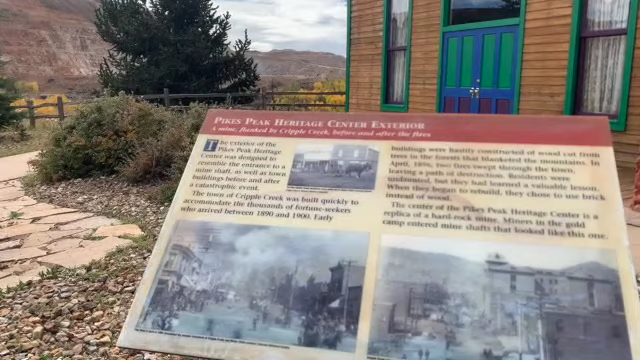 PIKES PEAK HERITAGE CENTER EXTERIOR
A mine, flanked by Cripple Creek, before and after the fires
The exterior of the
Pikes Peak Heritage
Center was designed to
resemble the entrance to a
mine shaft, as well as town
buildings before and after
a catastrophic event.
The town of Cripple Creek was built quickly to
accommodate the thousands of fortune-seekers
who arrived between 1890 and 1900. Early
buildings were hastily constructed of wood cut from
trees in the forests that blanketed the mountains. In
April, 1896, two fires swept through the town,
leaving a path of destruction. Residents were
undaunted, but they had learned a valuable lesson.
When they began to rebuild, they chose to use brick
instead of wood.
The center of the Pikes Peak Heritage Center is a
replica of a hard-rock mine. Miners in the gold
camp entered mine shafts that looked like this one.